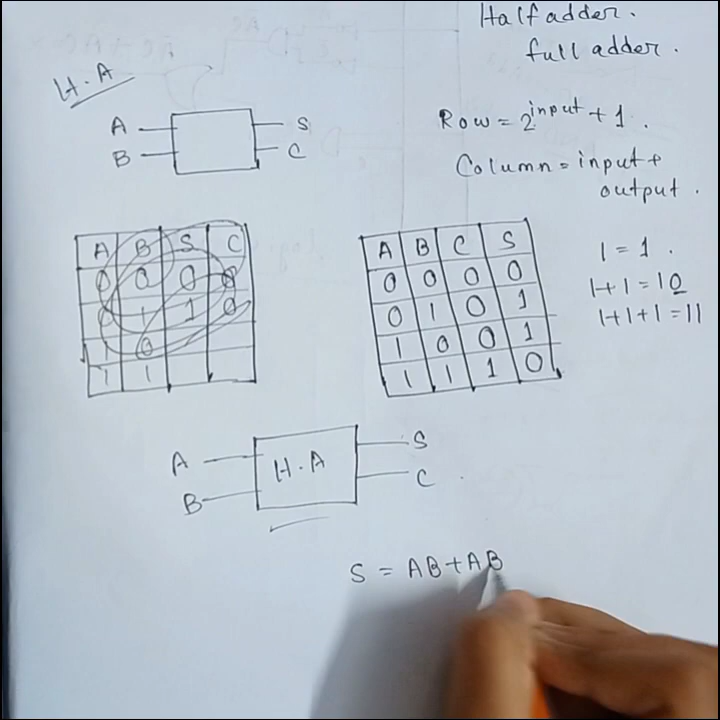 Half adder.
full adder.
H.A
A
B
S
C
Row = 2^input + 1.
Column = input +
output.
A B S C
0 0 0 0
1 1 0
1 0
1 1
A B C S
0 0 0 0
0 1 0 1
1 0 0 1
1 1 1 0
1 = 1.
1+1 = 10
1+1+1 = 11
A
B
H.A
S
C
S = AB + AB